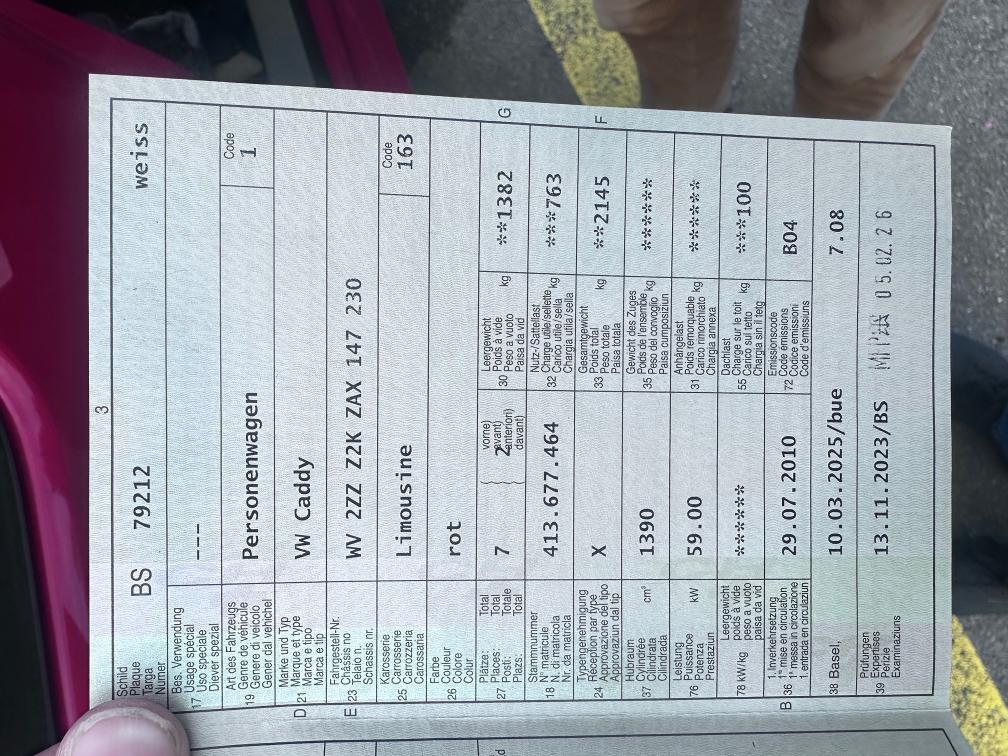 3
Schild
Plaque
Targa
Numer
BS 79212 weiss
Bes. Verwendung
Usage spécial
17 Uso speciale
Diever spezial
---
Art des Fahrzeugs
19 Genre de véhicule
Genere di veicolo
Gener dal vehichel
Personenwagen
Code
1
Marke und Typ
D 21 Marque et type
Marca e tipo
Marca e tip
VW Caddy
Fahrgestell-Nr.
E 23 Châssis no
Telaio n.
Schassis nr.
WV 2ZZ Z2K ZAX 147 230
Karosserie
25 Carrosserie
Carrozzeria
Carossaria
Limousine
Code
163
Farbe
26 Couleur
Colore
Colur
rot
Plätze: Total
27 Places: Total
Posti: Totale
Plazs: Total
7
2
vorne)
avant)
anteriori)
davant)
Leergewicht
30 Poids à vide kg
Peso a vuoto
Paisa da vid
**1382
G
Stammnummer
18 N° matricule
N. di matricola
Nr. da matricla
413.677.464
Nutz-/Sattellast
Charge utile/sellette
32 Carico utile/sella kg
Chargia utila/sella
***763
Typengenehmigung
24 Réception par type
Approvazione del tipo
Approvaziun dal tip
X
Gesamtgewicht
33 Poids total kg
Peso totale
Paisa totala
**2145
F
Hubraum
37 Cylindrée cm³
Cilindrata
Cilindrada
1390
Gewicht des Zuges
35 Poids de l'ensemble kg
Peso del convoglio
Paisa cumposiziun
******
Leistung
76 Puissance kW
Potenza
Prestaziun
59.00
Anhängelast
31 Poids remorquable kg
Carico rimorchiato
Chargia annexa
******
Leergewicht
78 kW/kg poids à vide
peso a vuoto
paisa da vid
*****
Dachlast
55 Charge sur le toit kg
Carico sul tetto
Chargia sin il tetg
***100
1. Inverkehrsetzung
B 36 1re mise en circulation
1a messa in circolazione
1. entrada en circulaziun
29.07.2010
Emissionscode
72 Code émissions
Codice emissioni
Code d'emissiuns
B04
38 Basel,
10.03.2025/bue 7.08
Prüfungen
39 Expertises
Perizie
Examinaziuns
13.11.2023/BS 05.02.26
d